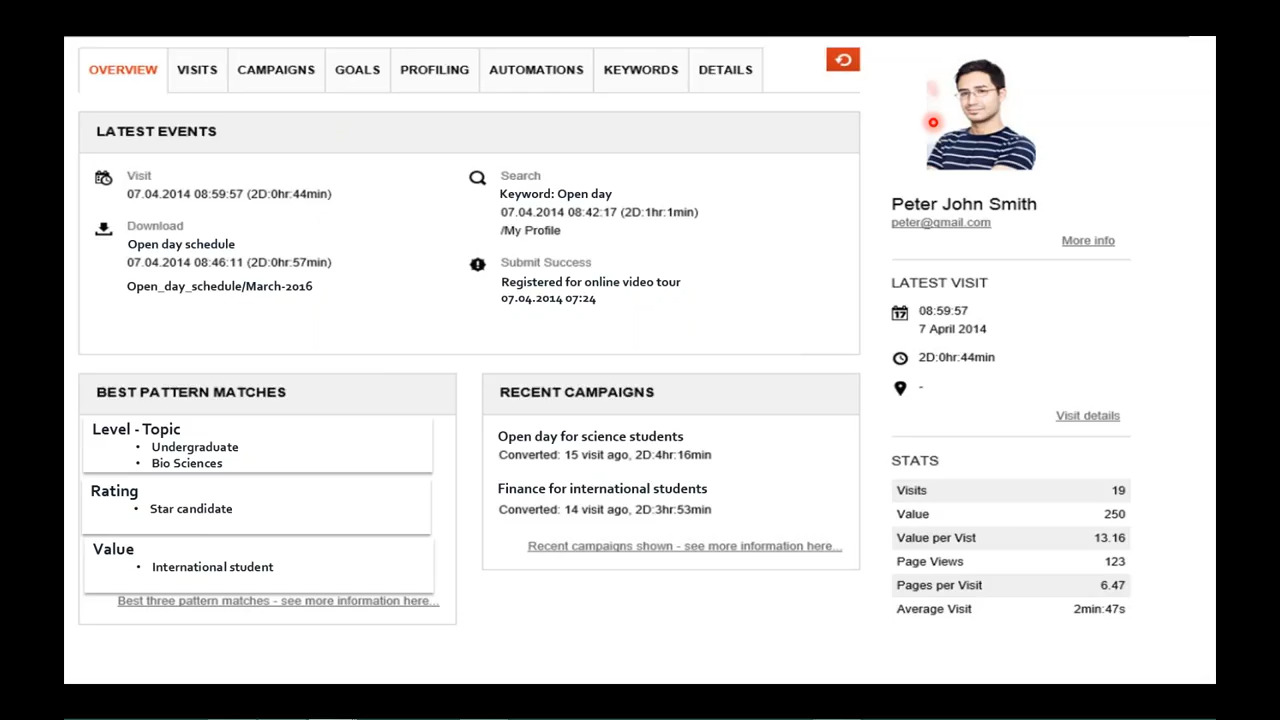 OVERVIEW VISITS CAMPAIGNS GOALS PROFILING AUTOMATIONS KEYWORDS DETAILS
LATEST EVENTS
Visit
07.04.2014 08:59:57 (2D:0hr:44min)
Download
Open day schedule
07.04.2014 08:46:11 (2D:0hr:57min)
Open_day_schedule/March-2016
Search
Keyword: Open day
07.04.2014 08:42:17 (2D:1hr:1min)
/My Profile
Submit Success
Registered for online video tour
07.04.2014 07:24
BEST PATTERN MATCHES
Level - Topic
• Undergraduate
• Bio Sciences
Rating
• Star candidate
Value
• International student
Best three pattern matches - see more information here...
RECENT CAMPAIGNS
Open day for science students
Converted: 15 visit ago, 2D:4hr:16min
Finance for international students
Converted: 14 visit ago, 2D:3hr:53min
Recent campaigns shown - see more information here...
Peter John Smith
peter@gmail.com
More info
LATEST VISIT
17 08:59:57
7 April 2014
2D:0hr:44min
-
Visit details
STATS
Visits 19
Value 250
Value per Vist 13.16
Page Views 123
Pages per Visit 6.47
Average Visit 2min:47s